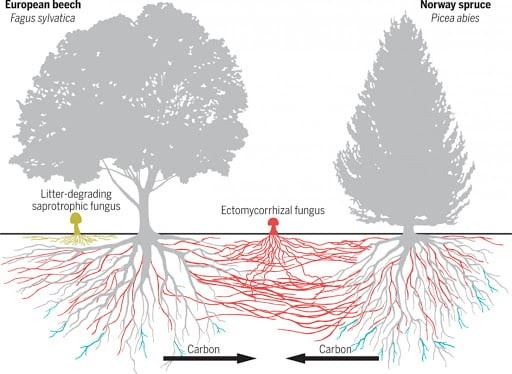 European beech
Fagus sylvatica
Norway spruce
Picea abies
Litter-degrading
saprotrophic fungus
Ectomycorrhizal fungus
Carbon
Carbon